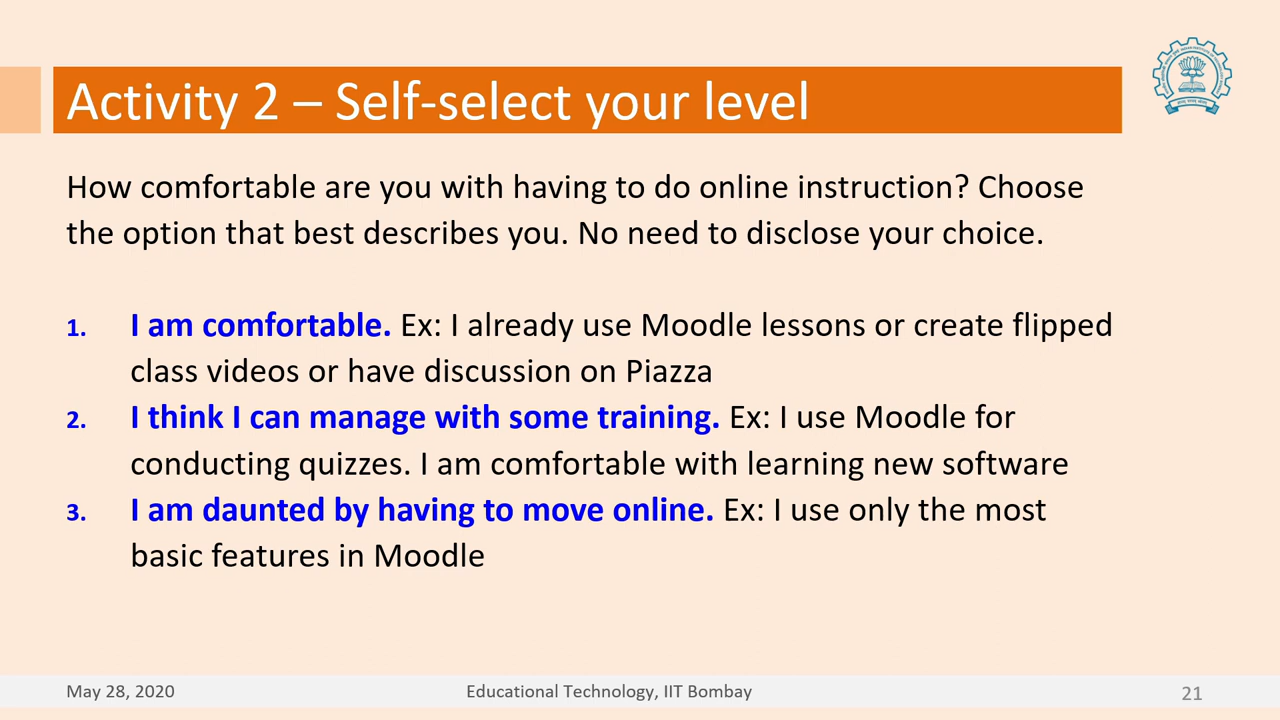 Activity 2 – Self-select your level
How comfortable are you with having to do online instruction? Choose
the option that best describes you. No need to disclose your choice.
1. I am comfortable. Ex: I already use Moodle lessons or create flipped
class videos or have discussion on Piazza
2. I think I can manage with some training. Ex: I use Moodle for
conducting quizzes. I am comfortable with learning new software
3. I am daunted by having to move online. Ex: I use only the most
basic features in Moodle
May 28, 2020
Educational Technology, IIT Bombay
21